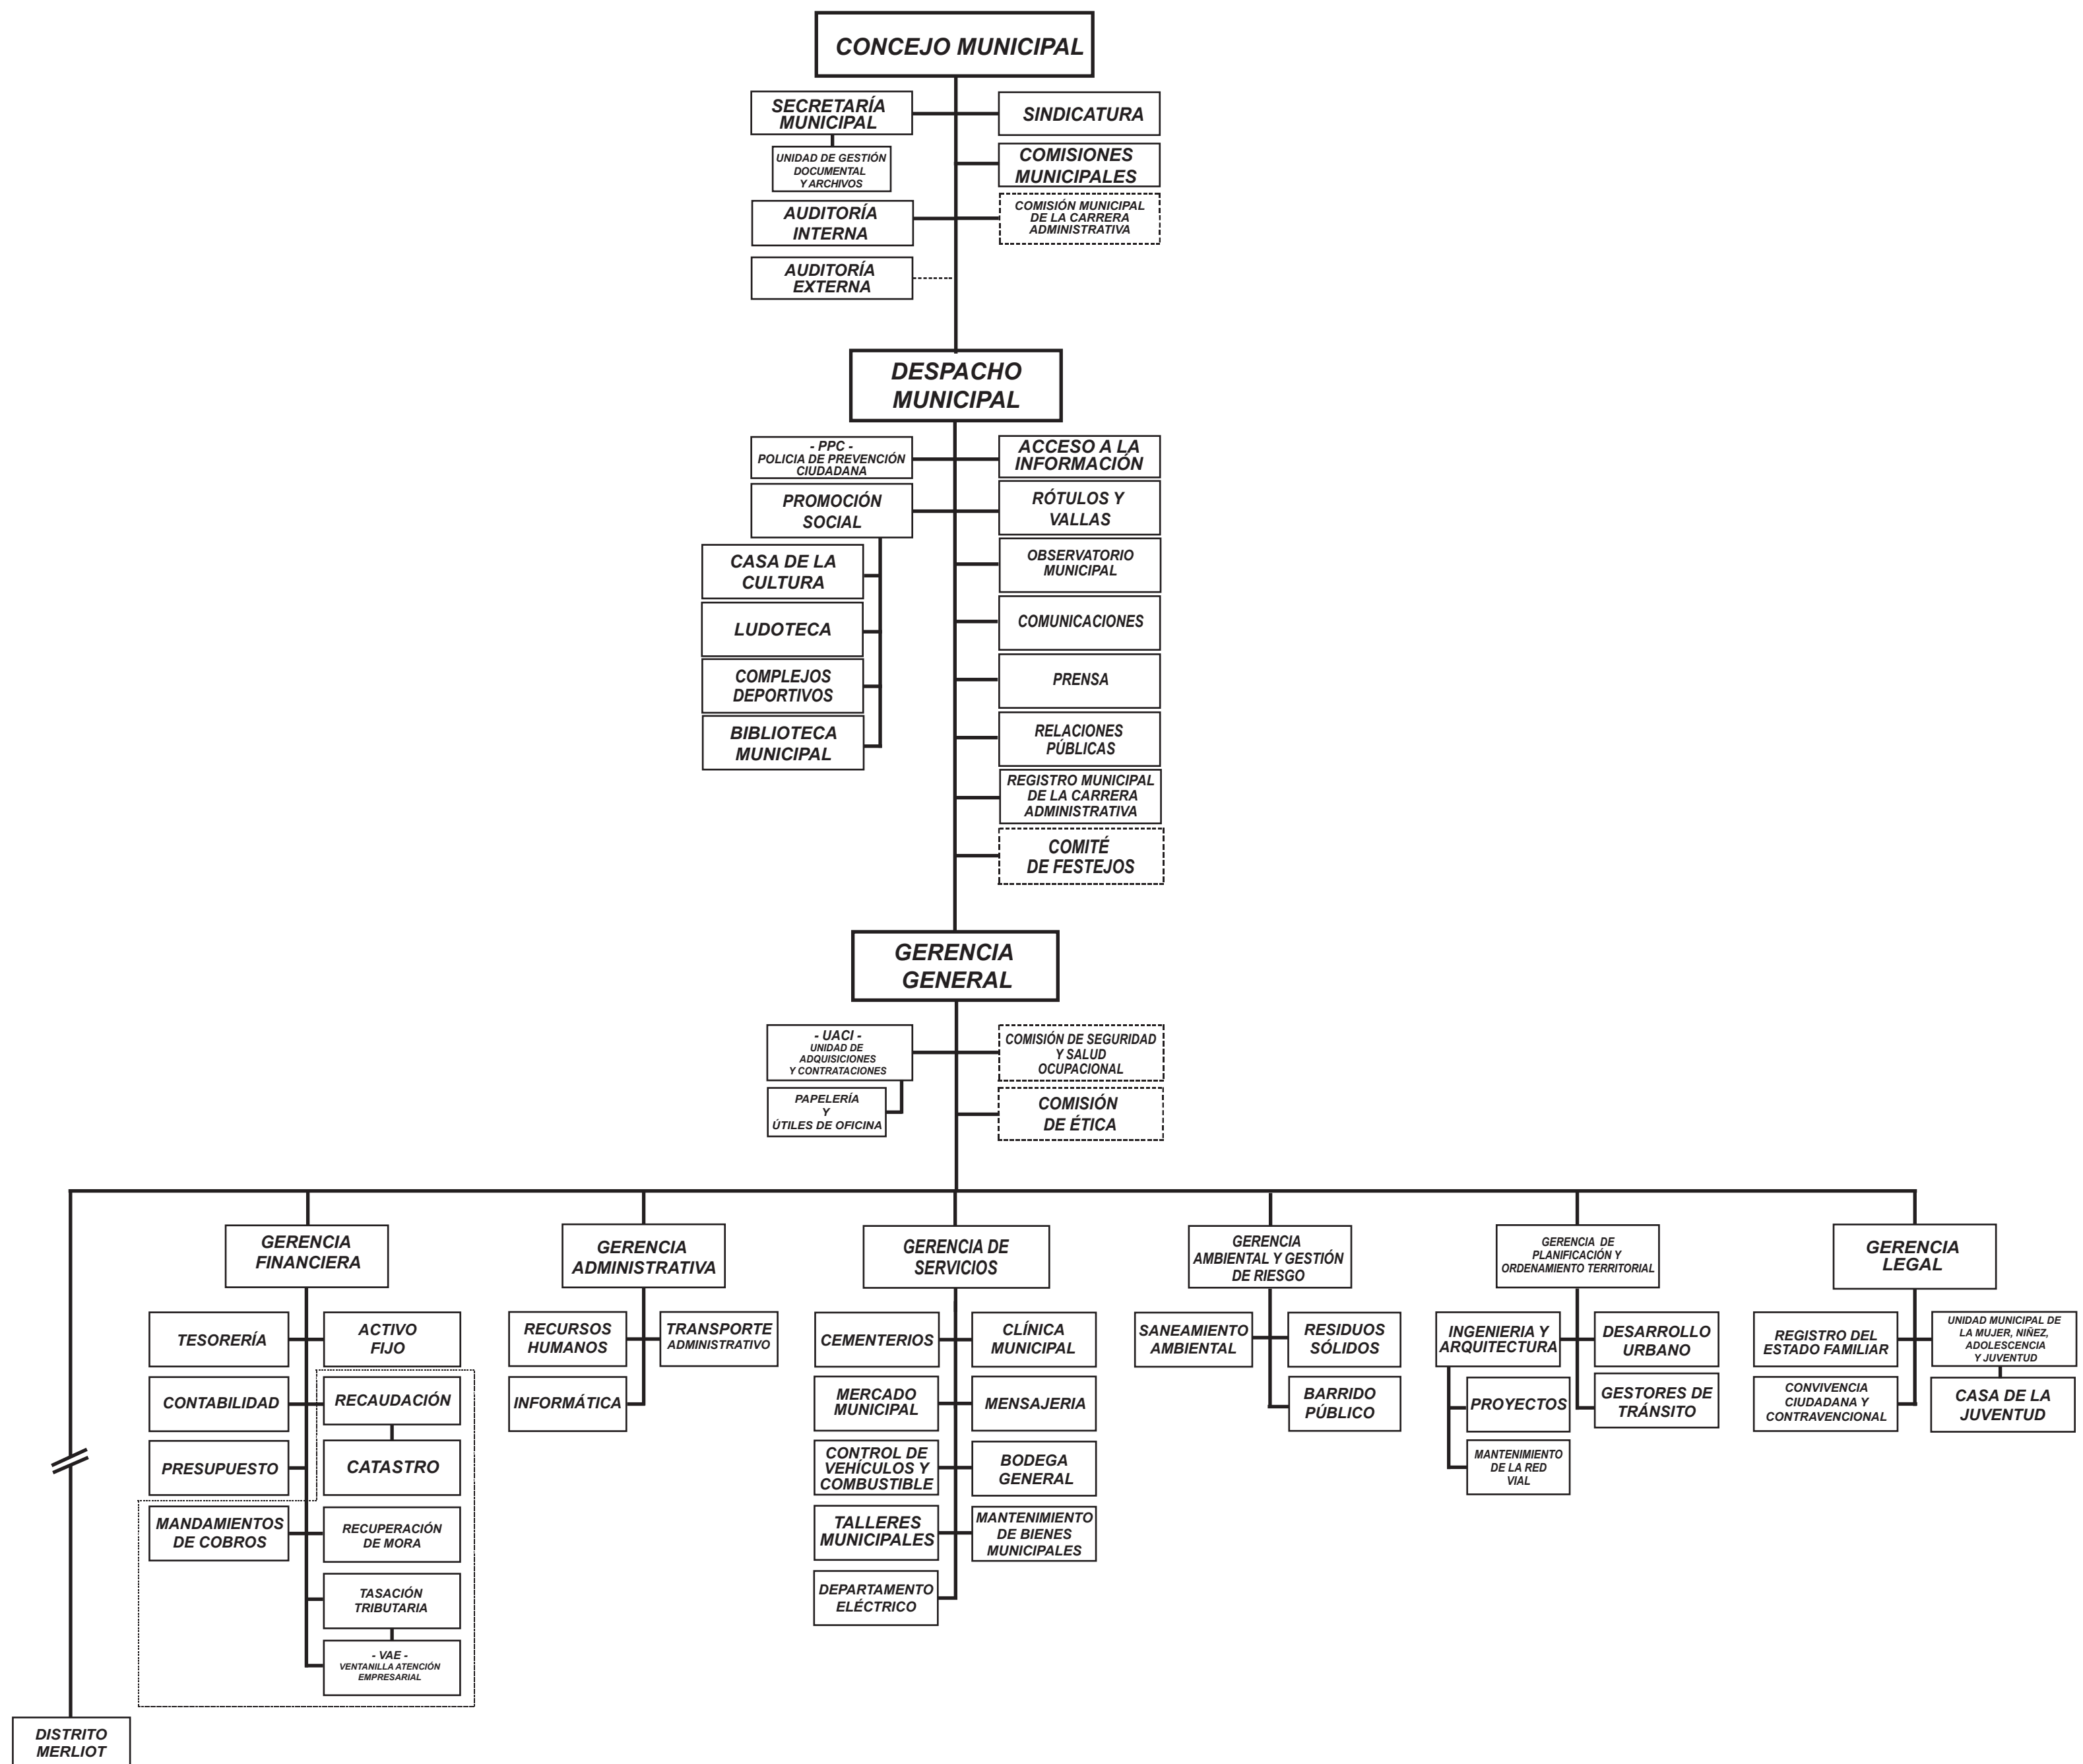 CONCEJO MUNICIPAL
SECRETARÍA
MUNICIPAL
SINDICATURA
UNIDAD DE GESTIÓN
DOCUMENTAL
Y ARCHIVOS
COMISIONES
MUNICIPALES
AUDITORÍA
INTERNA
COMISIÓN MUNICIPAL
DE LA CARRERA
ADMINISTRATIVA
AUDITORÍA
EXTERNA
DESPACHO
MUNICIPAL
- PPC -
POLICIA DE PREVENCIÓN
CIUDADANA
ACCESO A LA
INFORMACIÓN
PROMOCIÓN
SOCIAL
RÓTULOS Y
VALLAS
CASA DE LA
CULTURA
OBSERVATORIO
MUNICIPAL
LUDOTECA
COMUNICACIONES
COMPLEJOS
DEPORTIVOS
PRENSA
BIBLIOTECA
MUNICIPAL
RELACIONES
PÚBLICAS
REGISTRO MUNICIPAL
DE LA CARRERA
ADMINISTRATIVA
COMITÉ
DE FESTEJOS
GERENCIA
GENERAL
- UACI -
UNIDAD DE
ADQUISICIONES
Y CONTRATACIONES
COMISIÓN DE SEGURIDAD
Y SALUD
OCUPACIONAL
PAPELERÍA
Y
ÚTILES DE OFICINA
COMISIÓN
DE ÉTICA
GERENCIA
FINANCIERA
GERENCIA
ADMINISTRATIVA
GERENCIA DE
SERVICIOS
GERENCIA
AMBIENTAL Y GESTIÓN
DE RIESGO
GERENCIA DE
PLANIFICACIÓN Y
ORDENAMIENTO TERRITORIAL
GERENCIA
LEGAL
TESORERÍA
ACTIVO
FIJO
CONTABILIDAD
RECAUDACIÓN
PRESUPUESTO
CATASTRO
MANDAMIENTOS
DE COBROS
RECUPERACIÓN
DE MORA
TASACIÓN
TRIBUTARIA
- VAE -
VENTANILLA ATENCIÓN
EMPRESARIAL
RECURSOS
HUMANOS
TRANSPORTE
ADMINISTRATIVO
INFORMÁTICA
CEMENTERIOS
CLÍNICA
MUNICIPAL
MERCADO
MUNICIPAL
MENSAJERIA
CONTROL DE
VEHÍCULOS Y
COMBUSTIBLE
BODEGA
GENERAL
TALLERES
MUNICIPALES
MANTENIMIENTO
DE BIENES
MUNICIPALES
DEPARTAMENTO
ELÉCTRICO
SANEAMIENTO
AMBIENTAL
RESIDUOS
SÓLIDOS
BARRIDO
PÚBLICO
INGENIERIA Y
ARQUITECTURA
DESARROLLO
URBANO
PROYECTOS
GESTORES DE
TRÁNSITO
MANTENIMIENTO
DE LA RED
VIAL
REGISTRO DEL
ESTADO FAMILIAR
UNIDAD MUNICIPAL DE
LA MUJER, NIÑEZ,
ADOLESCENCIA
Y JUVENTUD
CONVIVENCIA
CIUDADANA Y
CONTRAVENCIONAL
CASA DE LA
JUVENTUD
DISTRITO
MERLIOT